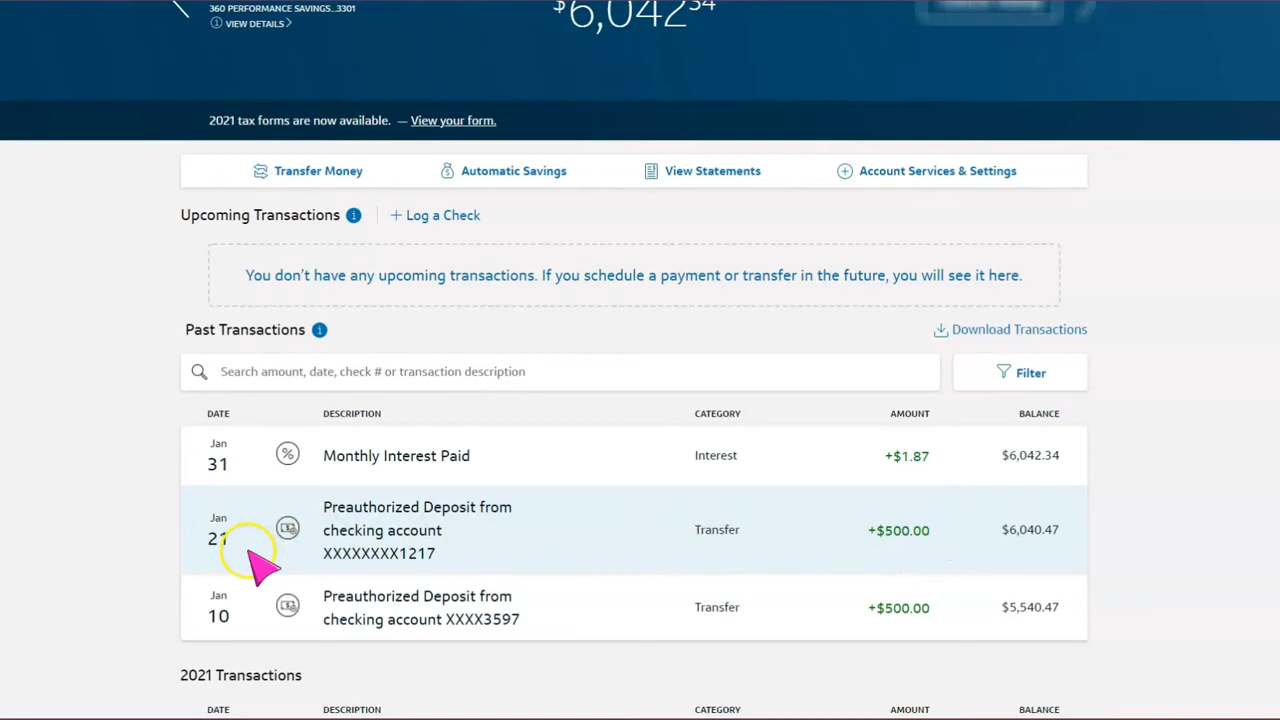 360 PERFORMANCE SAVINGS...3301
VIEW DETAILS
$6,042 34
2021 tax forms are now available. — View your form.
Transfer Money
Automatic Savings
View Statements
Account Services & Settings
Upcoming Transactions
+ Log a Check
You don't have any upcoming transactions. If you schedule a payment or transfer in the future, you will see it here.
Past Transactions
Download Transactions
Search amount, date, check # or transaction description
Filter
DATE DESCRIPTION CATEGORY AMOUNT BALANCE
Jan
31
%
Monthly Interest Paid
Interest
+$1.87
$6,042.34
Jan
21
Preauthorized Deposit from
checking account
XXXXXXXX1217
Transfer
+$500.00
$6,040.47
Jan
10
Preauthorized Deposit from
checking account XXXX3597
Transfer
+$500.00
$5,540.47
2021 Transactions
DATE DESCRIPTION CATEGORY AMOUNT BALANCE